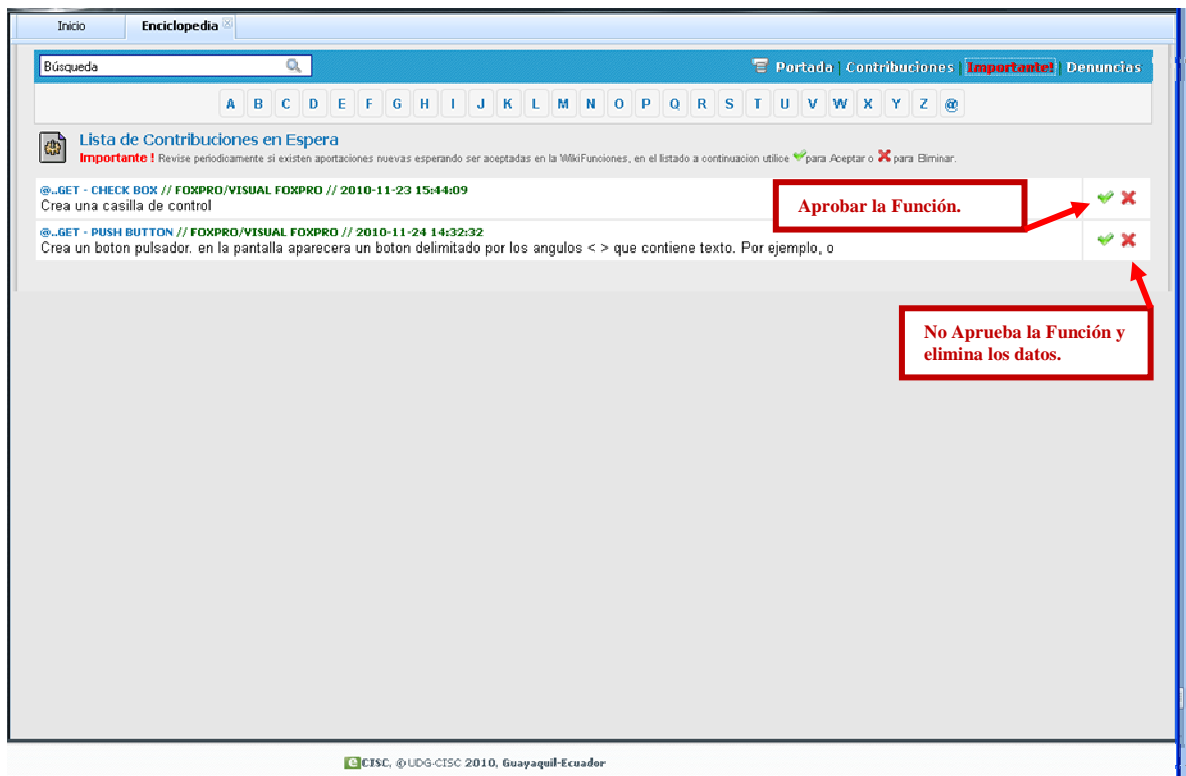 Inicio Enciclopedia
Búsqueda Portada | Contribuciones | Importante! | Denuncias
A B C D E F G H I J K L M N O P Q R S T U V W X Y Z @
Lista de Contribuciones en Espera
Importante ! Revise periodicamente si existen aportaciones nuevas esperando ser aceptadas en la WikiFunciones, en el listado a continuacion utilice para Aceptar o para Eliminar.
@..GET - CHECK BOX // FOXPRO/VISUAL FOXPRO // 2010-11-23 15:44:09
Crea una casilla de control
Aprobar la Función.
@..GET - PUSH BUTTON // FOXPRO/VISUAL FOXPRO // 2010-11-24 14:32:32
Crea un boton pulsador. en la pantalla aparecera un boton delimitado por los angulos < > que contiene texto. Por ejemplo, o
No Aprueba la Función y
elimina los datos.
CISC, @UDG-CISC 2010, Guayaquil-Ecuador